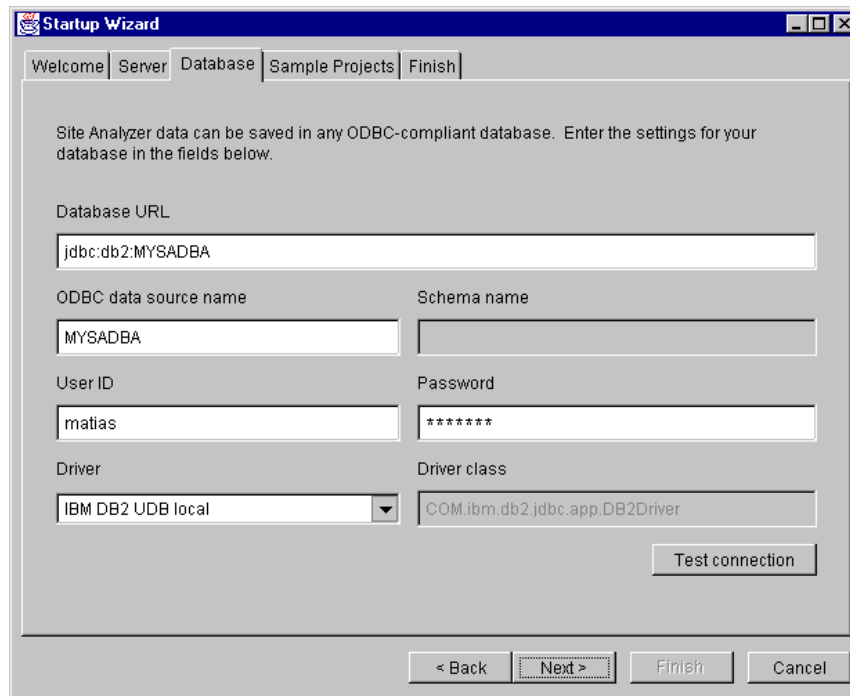 Startup Wizard
Welcome Server Database Sample Projects Finish
Site Analyzer data can be saved in any ODBC-compliant database. Enter the settings for your
database in the fields below.
Database URL
jdbc:db2:MYSADBA
ODBC data source name Schema name
MYSADBA
User ID Password
matias *******
Driver Driver class
IBM DB2 UDB local COM.ibm.db2.jdbc.app.DB2Driver
Test connection
< Back Next > Finish Cancel